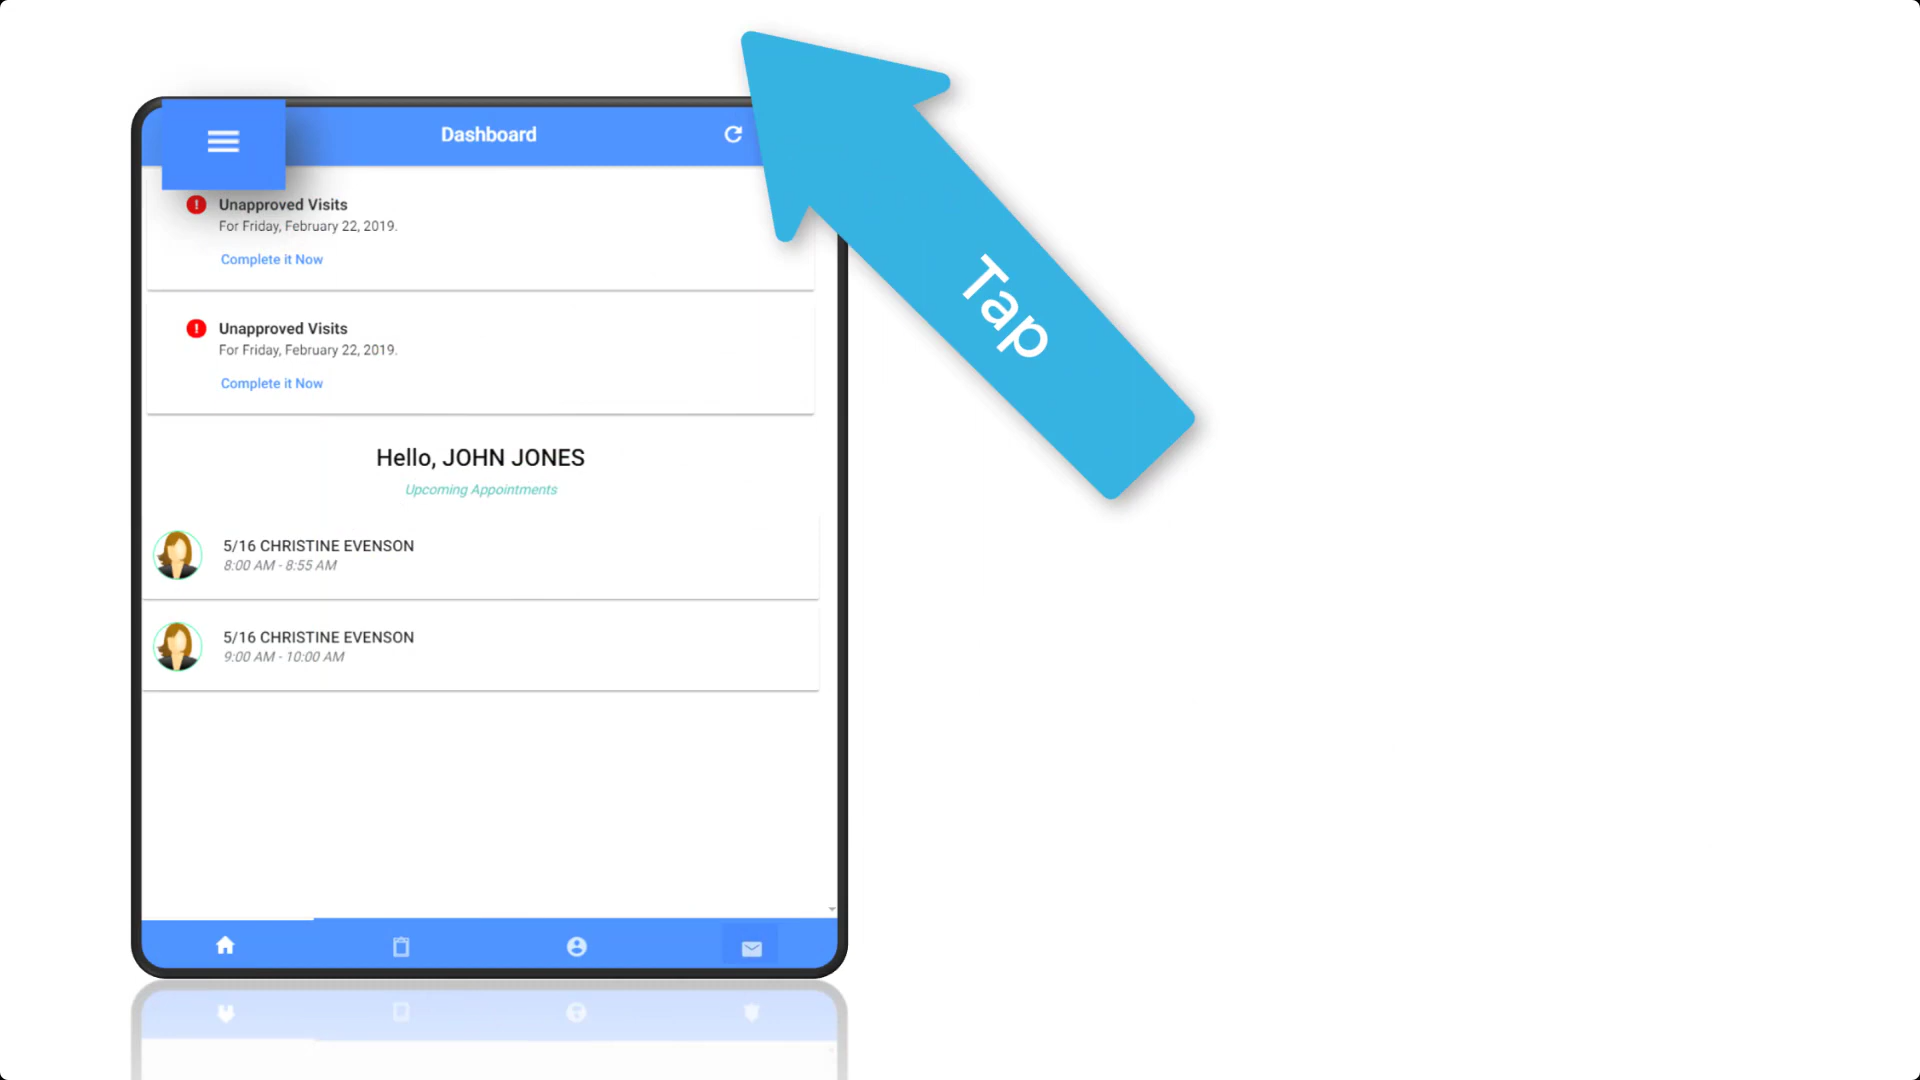 Dashboard
Unapproved Visits
For Friday, February 22, 2019.
Complete it Now
Unapproved Visits
For Friday, February 22, 2019.
Complete it Now
Hello, JOHN JONES
Upcoming Appointments
5/16 CHRISTINE EVENSON
8:00 AM - 8:55 AM
5/16 CHRISTINE EVENSON
9:00 AM - 10:00 AM
Tap